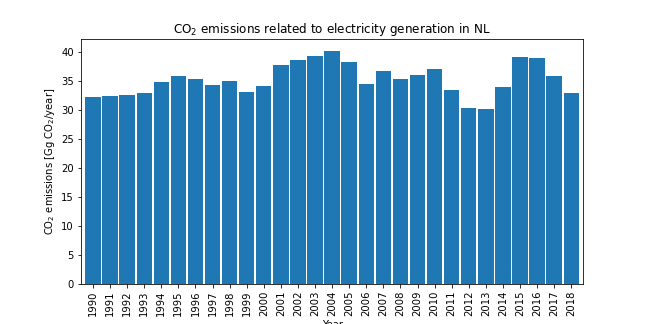 CO₂ emissions related to electricity generation in NL
CO₂ emissions [Gg CO₂/year]
40
35
30
25
20
15
10
5
0
1990 1991 1992 1993 1994 1995 1996 1997 1998 1999 2000 2001 2002 2003 2004 2005 2006 2007 2008 2009 2010 2011 2012 2013 2014 2015 2016 2017 2018
Year